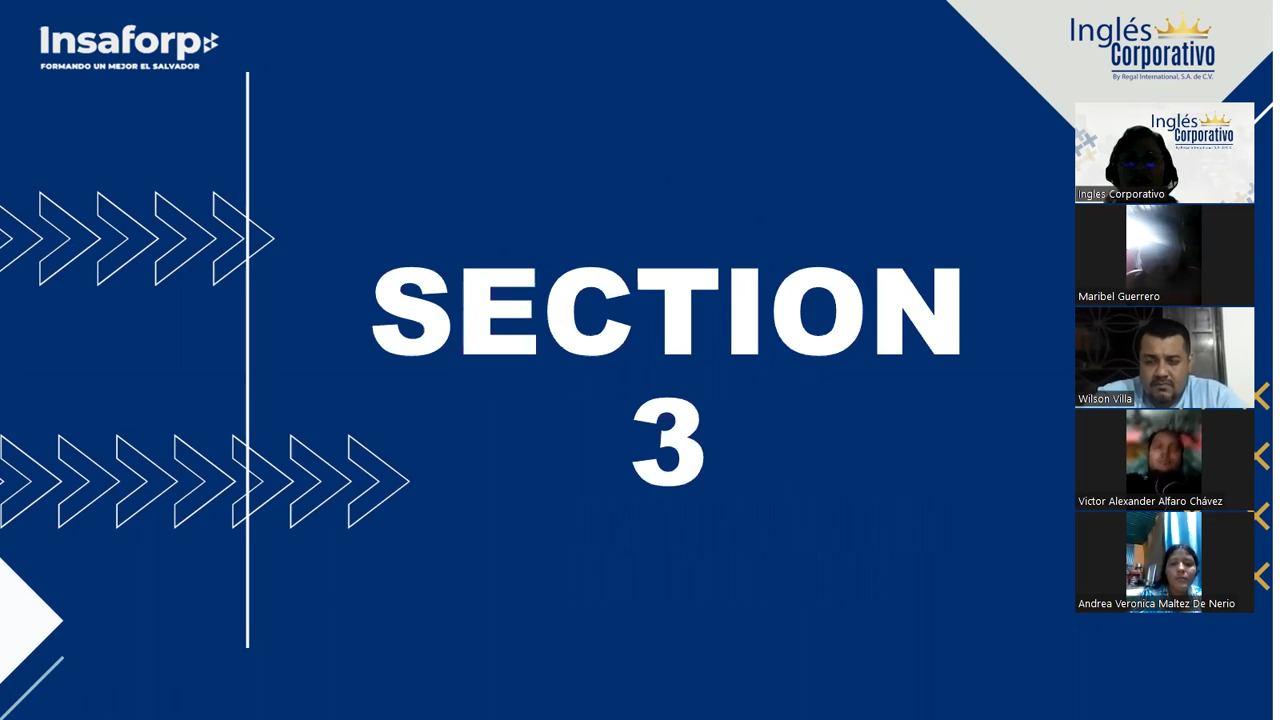 Insaforp
FORMANDO UN MEJOR EL SALVADOR
Inglés
Corporativo
By Regal International, S.A. de C.V.
SECTION
3
Inglés
Corporativo
Ingles Corporativo
Maribel Guerrero
Wilson Villa
Victor Alexander Alfaro Chávez
Andrea Veronica Maltez De Nerio